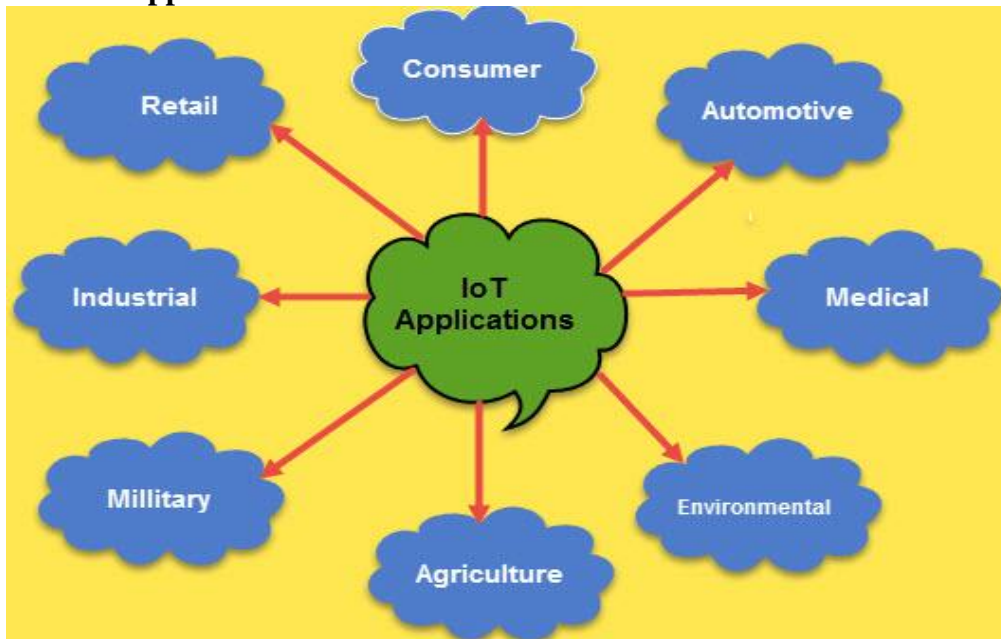 Consumer
Retail
Automotive
IoT
Applications
Industrial
Medical
Millitary
Environmental
Agriculture